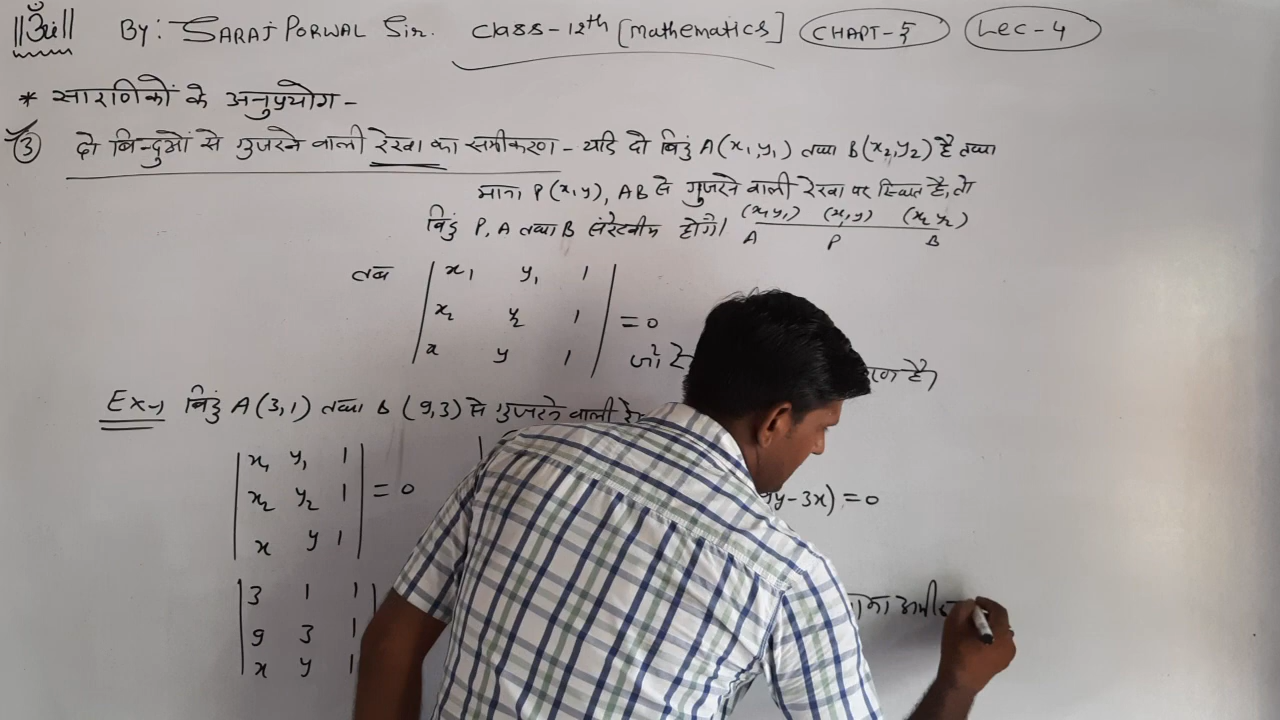 ||ॐ|| By: SARAJ PORWAL Sir. Class-12th [Mathematics] CHAPT-5 Lec-4
* सारणिकों के अनुप्रयोग -
(3) दो बिन्दुओं से गुजरने वाली रेखा का समीकरण - यदि दो बिंदु A(x₁ y₁) तथा B(x₂, y₂) है तथा
माना P(x, y), AB से गुजरने वाली रेखा पर स्थित है, तो
बिंदु P, A तथा B संरेखीय होंगे। (x₁ y₁) (x, y) (x₂ y₂)
A P B
तब | x₁ y₁ 1 |
| x₂ y₂ 1 | = 0
| x y 1 | जो
Ex-1 बिंदु A(3,1) तथा B(9,3) से गुजरने वाली
| x₁ y₁ 1 |
| x₂ y₂ 1 | = 0
| x y 1 |
y-3x) = 0
| 3 1 1 |
| 9 3 1
| x y 1